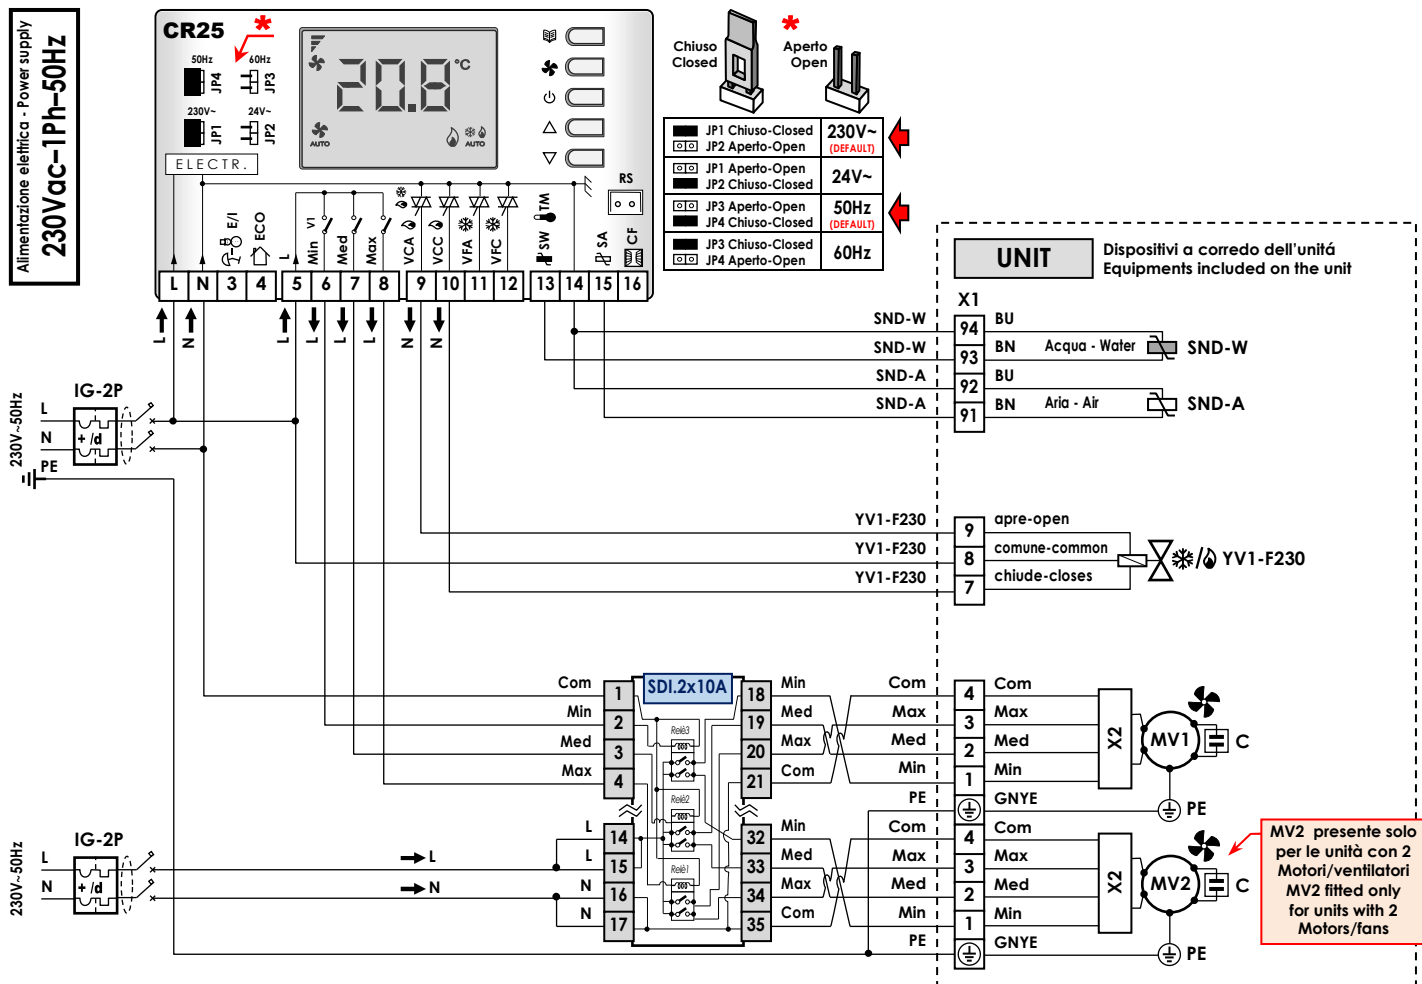 Alimentazione elettrica - Power supply
230Vac–1Ph–50Hz
CR25
*
50Hz
60Hz
JP4
JP3
230V~
24V~
JP1
JP2
ELECTR.
20.8 °C
AUTO
AUTO
RS
E/I
ECO
L
Min
V1
Med
Max
VCA
VCC
VFA
VFC
SW
TM
SA
CF
L N 3 4 5 6 7 8 9 10 11 12 13 14 15 16
L
N
L
L
L
L
N
N
Chiuso
Closed
*
Aperto
Open
JP1 Chiuso-Closed
JP2 Aperto-Open
230V~
(DEFAULT)
JP1 Aperto-Open
JP2 Chiuso-Closed
24V~
JP3 Aperto-Open
JP4 Chiuso-Closed
50Hz
(DEFAULT)
JP3 Chiuso-Closed
JP4 Aperto-Open
60Hz
UNIT
Dispositivi a corredo dell'unitá
Equipments included on the unit
X1
SND-W 94 BU
SND-W 93 BN Acqua - Water SND-W
SND-A 92 BU
SND-A 91 BN Aria - Air SND-A
IG-2P
230V~50Hz
L
N
PE
+ /d
YV1-F230 9 apre-open
YV1-F230 8 comune-common YV1-F230
YV1-F230 7 chiude-closes
SDI.2x10A
Com 1
Min 2
Med 3
Max 4
Relè3
Relè2
Relè1
18 Min
19 Med
20 Max
21 Com
Com 4 Com
Max 3 Max
Med 2 Med
Min 1 Min
PE GNYE
X2
MV1
C
PE
IG-2P
230V~50Hz
L
N
+ /d
L
N
L 14
L 15
N 16
N 17
32 Min
33 Med
34 Max
35 Com
Com 4 Com
Max 3 Max
Med 2 Med
Min 1 Min
PE GNYE
X2
MV2
C
PE
MV2 presente solo
per le unità con 2
Motori/ventilatori
MV2 fitted only
for units with 2
Motors/fans